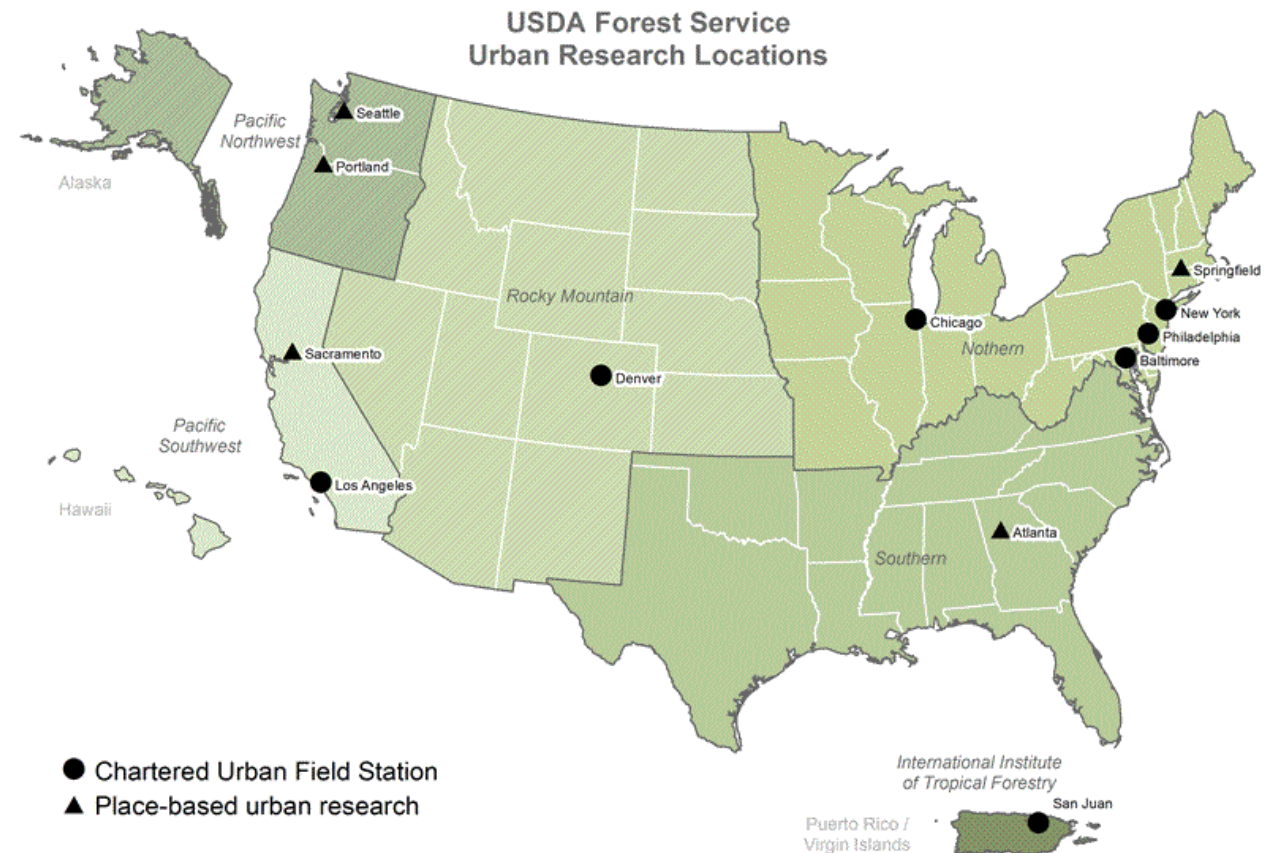 USDA Forest Service
Urban Research Locations
Pacific
Northwest
Seattle
Portland
Alaska
Rocky Mountain
Springfield
New York
Chicago
Philadelphia
Nothern
Baltimore
Sacramento
Denver
Pacific
Southwest
Los Angeles
Hawaii
Atlanta
Southern
Chartered Urban Field Station
Place-based urban research
International Institute
of Tropical Forestry
San Juan
Puerto Rico /
Virgin Islands